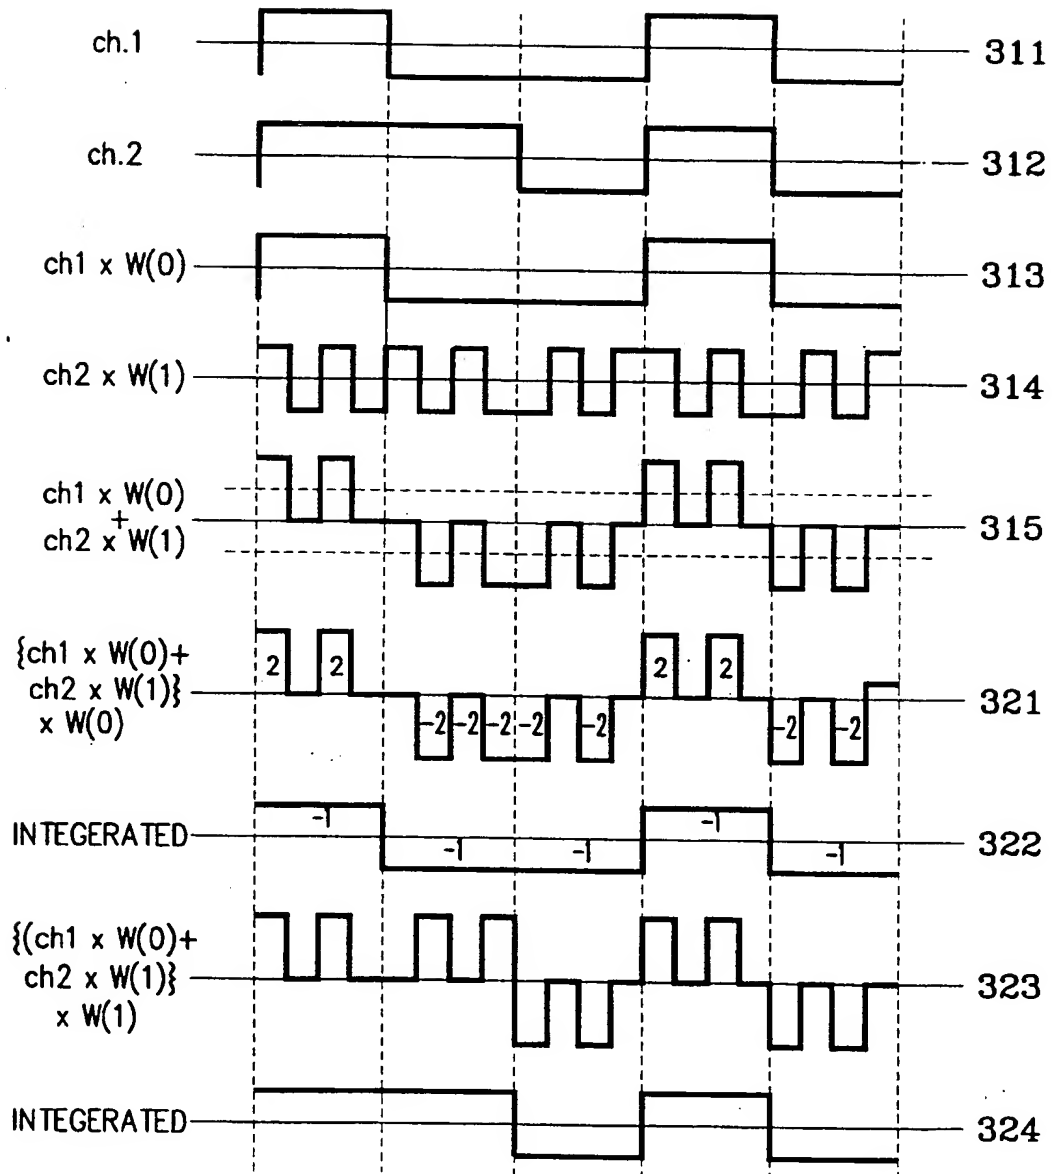 ch.1 311
ch.2 312
ch1 x W(0) 313
ch2 x W(1) 314
ch1 x W(0)
+ 315
ch2 x W(1)
{ch1 x W(0)+
ch2 x W(1)} 321
x W(0)
2 2 2 2
-2 -2 -2 -2 -2 -2 -2
INTEGERATED 322
-1 -1 -1 -1 -1
{(ch1 x W(0)+
ch2 x W(1)} 323
x W(1)
INTEGERATED 324